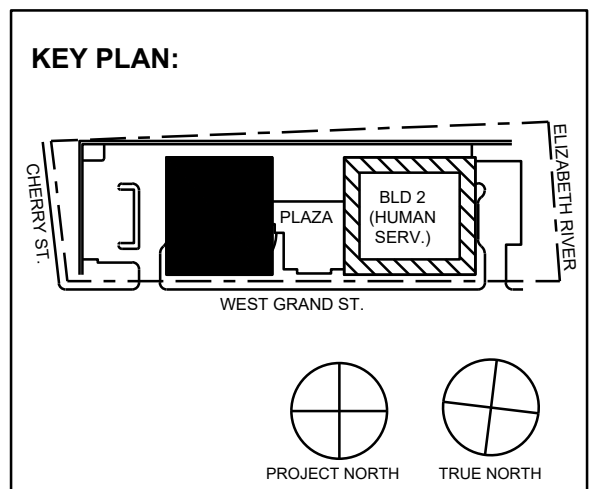 KEY PLAN:
CHERRY ST.
PLAZA
BLD 2
(HUMAN
SERV.)
ELIZABETH RIVER
WEST GRAND ST.
PROJECT NORTH
TRUE NORTH